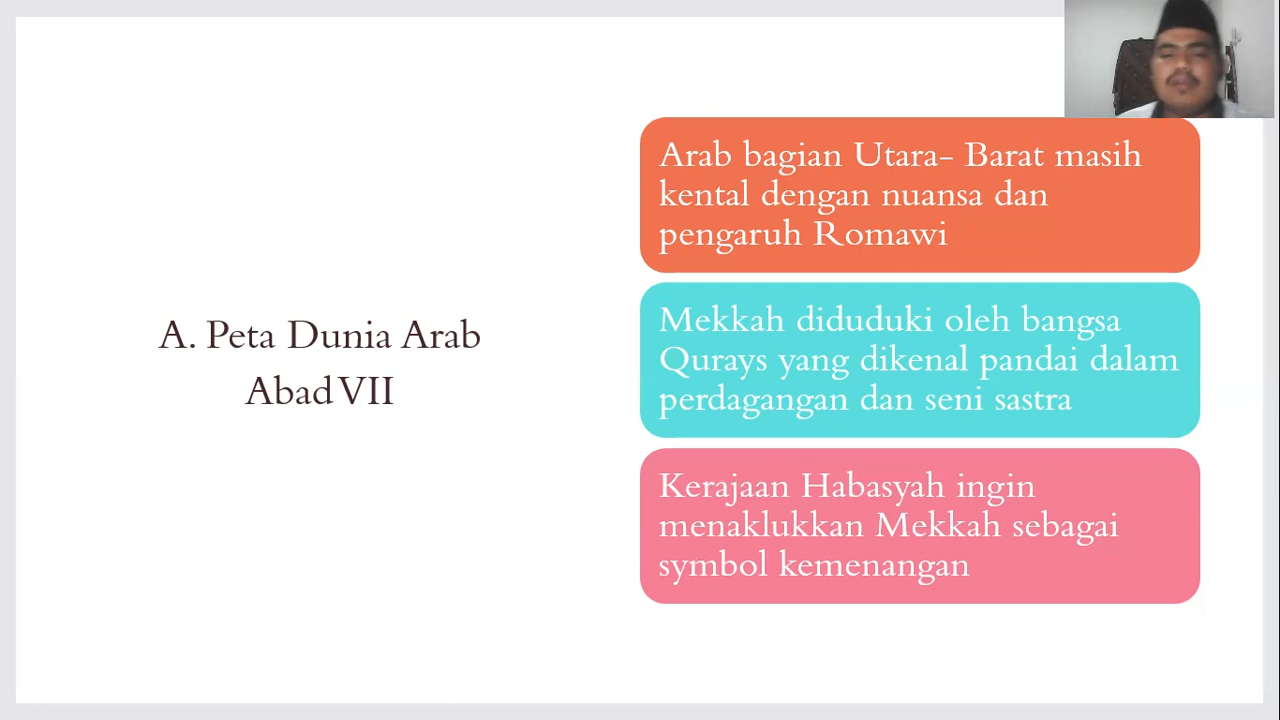 A. Peta Dunia Arab
Abad VII
Arab bagian Utara- Barat masih
kental dengan nuansa dan
pengaruh Romawi
Mekkah diduduki oleh bangsa
Qurays yang dikenal pandai dalam
perdagangan dan seni sastra
Kerajaan Habasyah ingin
menaklukkan Mekkah sebagai
symbol kemenangan